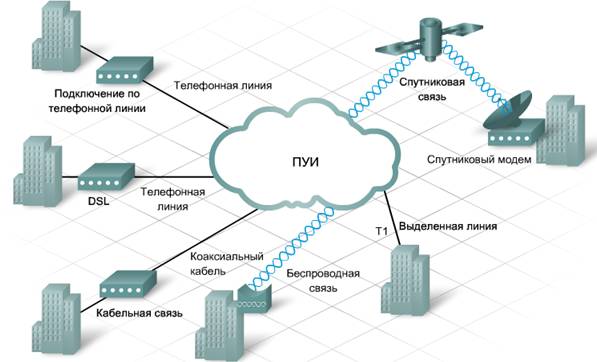 Подключение по
телефонной линии
Телефонная линия
Спутниковая
связь
ПУИ
Спутниковый модем
DSL
Телефонная
линия
T1
Выделенная линия
Коаксиальный
кабель
Беспроводная
связь
Кабельная связь